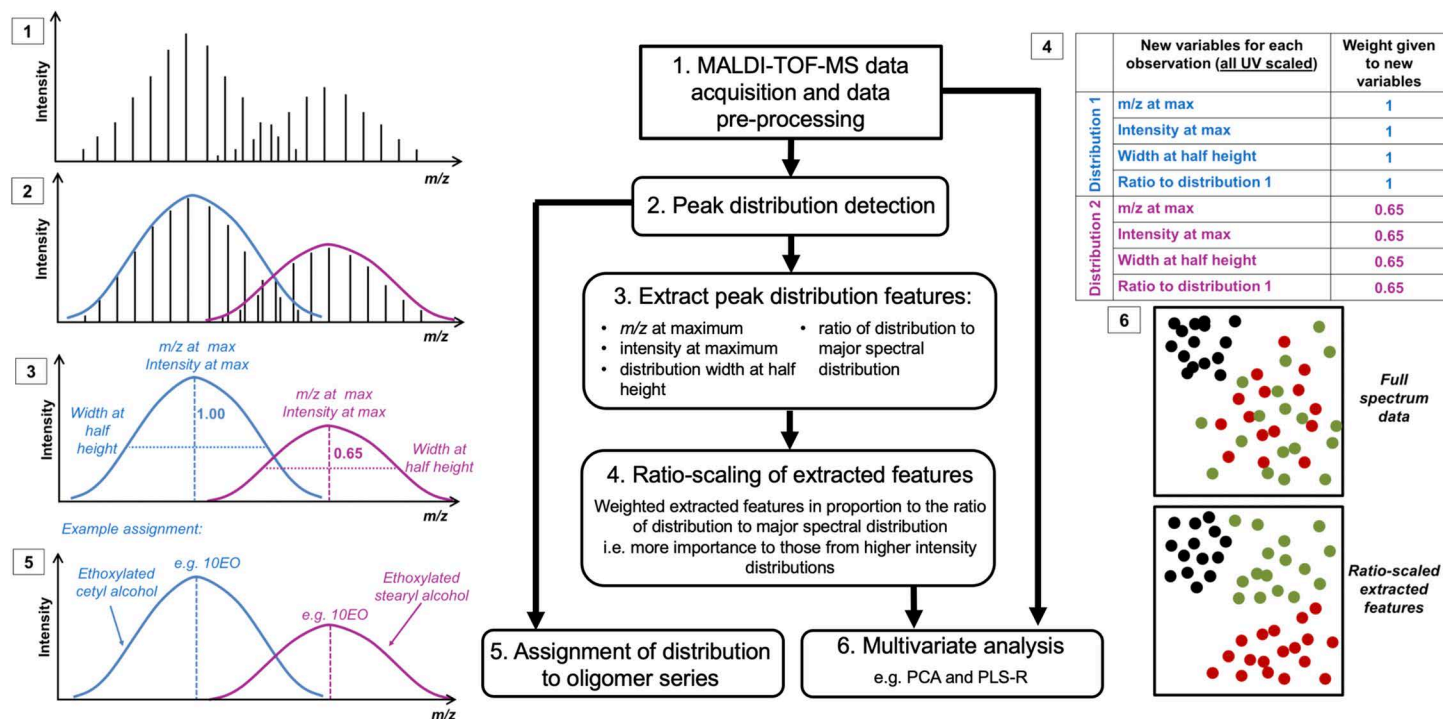 1
Intensity
m/z
2
Intensity
m/z
3
m/z at max
Intensity at max
1.00
Width at
half
height
m/z at max
Intensity at max
0.65
Width at
half height
Intensity
m/z
Example assignment:
5
Ethoxylated
cetyl alcohol
e.g. 10EO
Ethoxylated
stearyl alcohol
e.g. 10EO
Intensity
m/z
1. MALDI-TOF-MS data
acquisition and data
pre-processing
2. Peak distribution detection
3. Extract peak distribution features:
• m/z at maximum
• intensity at maximum
• distribution width at half
height
• ratio of distribution to
major spectral
distribution
4. Ratio-scaling of extracted features
Weighted extracted features in proportion to the ratio
of distribution to major spectral distribution
i.e. more importance to those from higher intensity
distributions
5. Assignment of distribution
to oligomer series
6. Multivariate analysis
e.g. PCA and PLS-R
4
New variables for each
observation (all UV scaled)
Weight given
to new
variables
Distribution 1
m/z at max 1
Intensity at max 1
Width at half height 1
Ratio to distribution 1 1
Distribution 2
m/z at max 0.65
Intensity at max 0.65
Width at half height 0.65
Ratio to distribution 1 0.65
6
Full
spectrum
data
Ratio-scaled
extracted
features